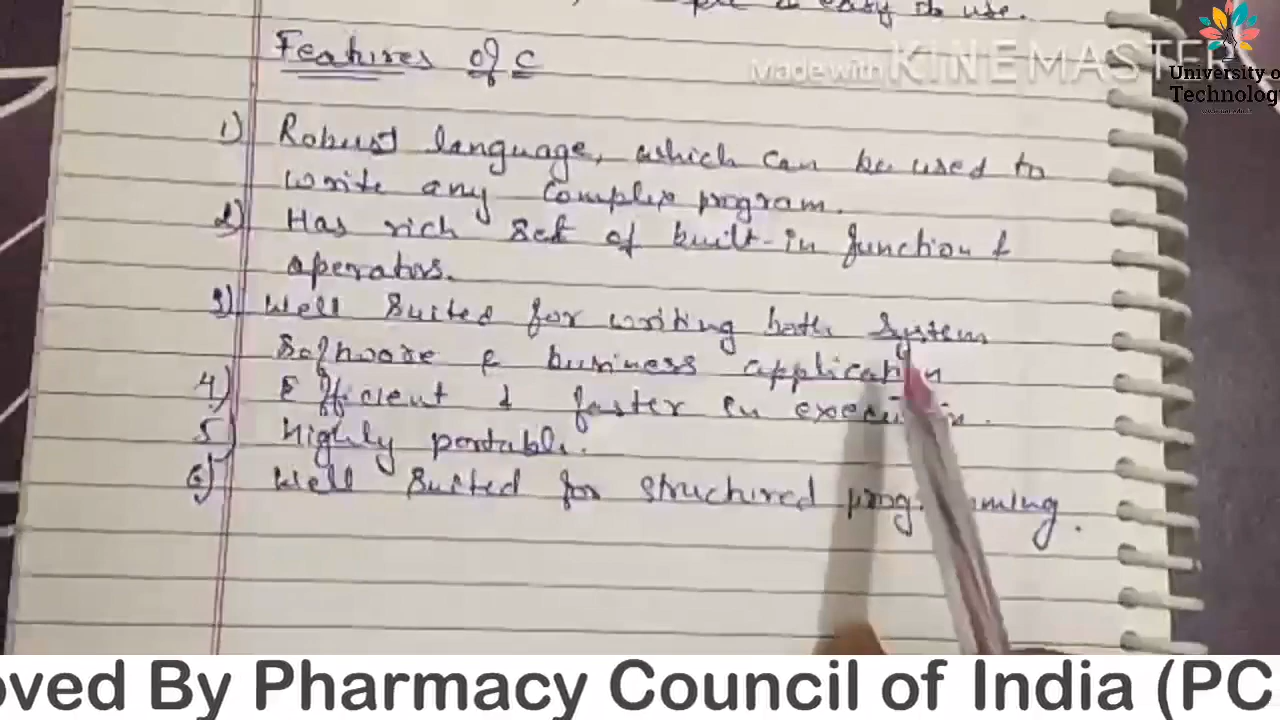 easy to use.
Features of C
1) Robust language, which can be used to
write any complex program.
2) Has rich set of built-in function &
operators.
3) Well suited for writing both system
software & business application
4) Efficient & faster in execution.
5) Highly portable.
6) Well suited for structured programming.
Made with KINEMASTER
University of
Technology
oved By Pharmacy Council of India (PC